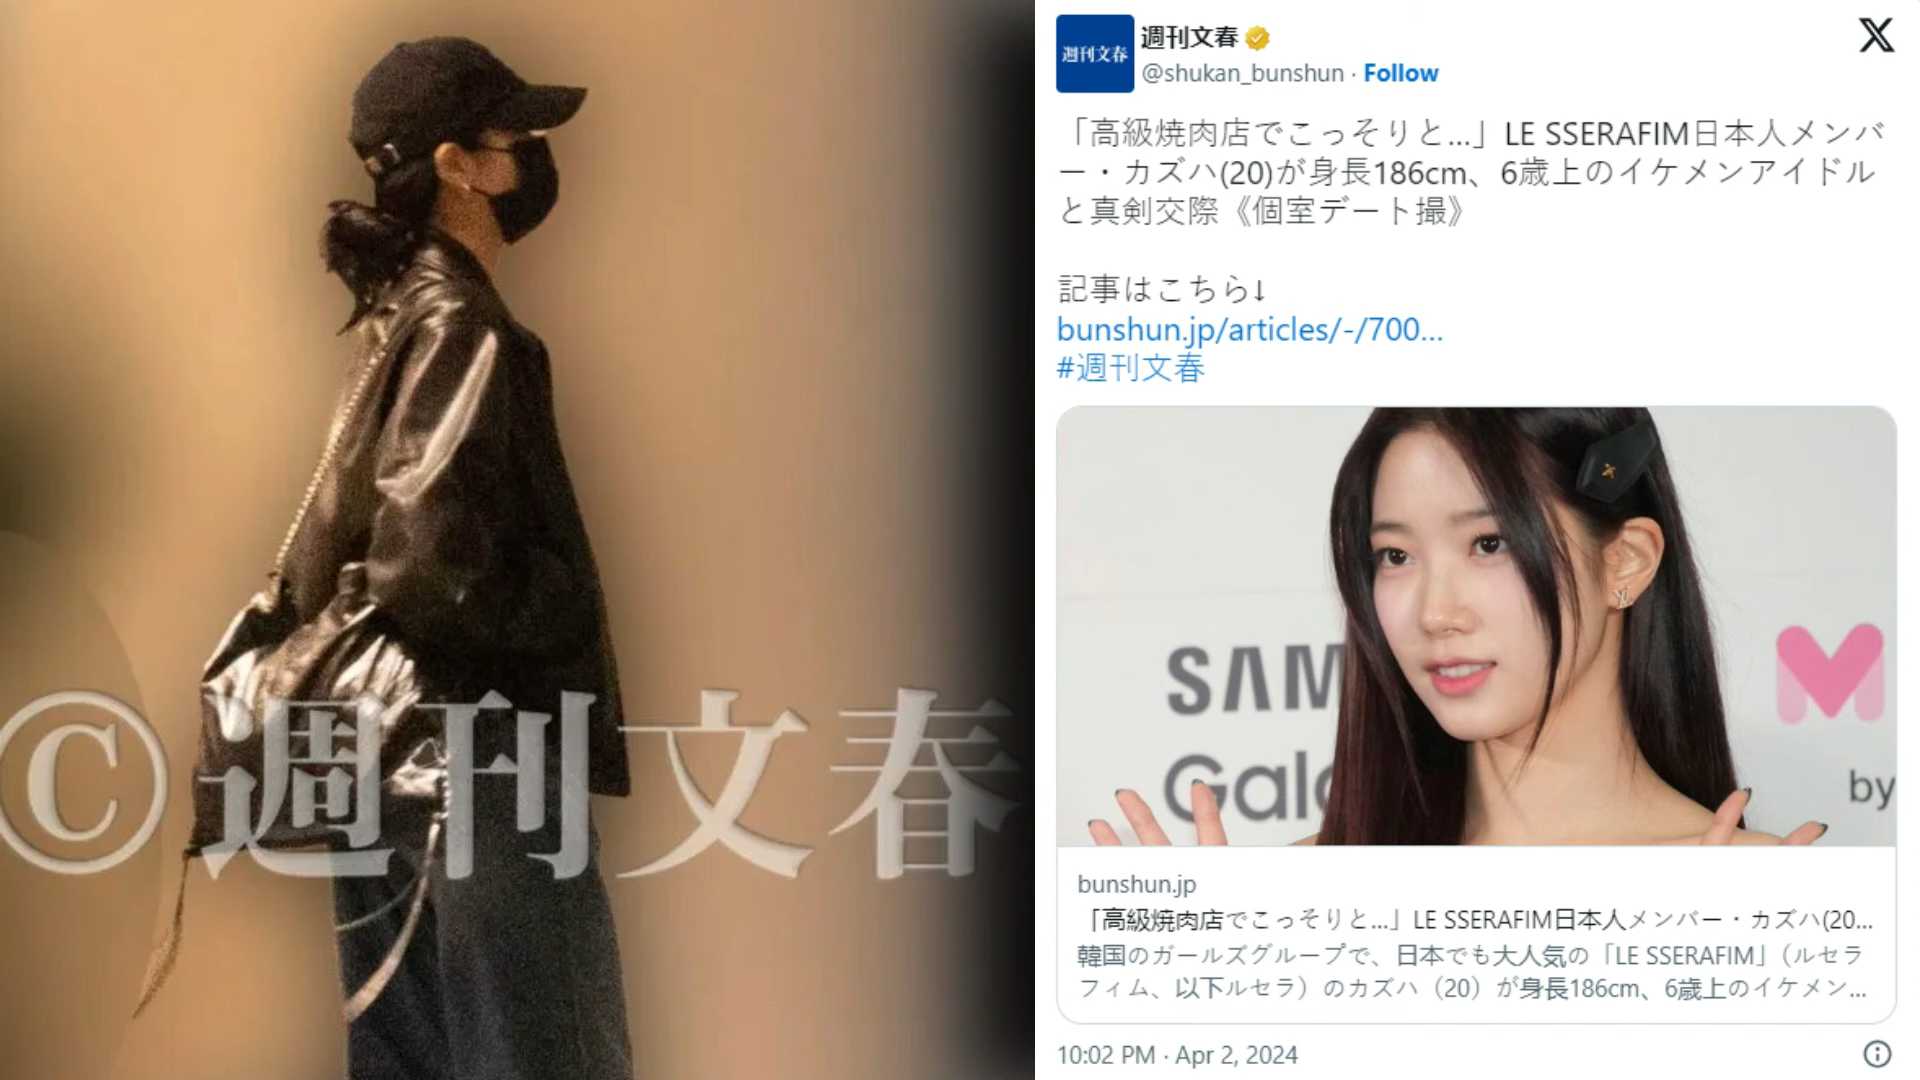 ©週刊文春
週刊文春
週刊文春
@shukan_bunshun · Follow
「高級焼肉店でこっそりと…」LE SSERAFIM日本人メンバ
ー・カズハ(20)が身長186cm、6歳上のイケメンアイドル
と真剣交際《個室デート撮》
記事はこちら↓
bunshun.jp/articles/-/700…
#週刊文春
SAM
Gala
M
by
bunshun.jp
「高級焼肉店でこっそりと…」LE SSERAFIM日本人メンバー・カズハ(20…
韓国のガールズグループで、日本でも大人気の「LE SSERAFIM」（ルセラ
フィム、以下ルセラ）のカズハ（20）が身長186cm、6歳上のイケメン…
10:02 PM · Apr 2, 2024